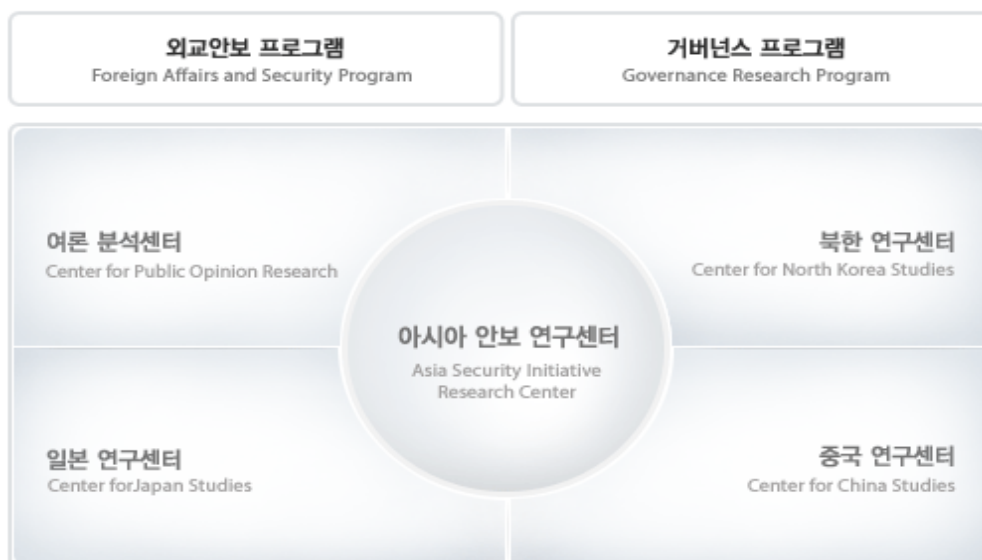 외교안보 프로그램
Foreign Affairs and Security Program
거버넌스 프로그램
Governance Research Program
여론 분석센터
Center for Public Opinion Research
북한 연구센터
Center for North Korea Studies
아시아 안보 연구센터
Asia Security Initiative
Research Center
일본 연구센터
Center forJapan Studies
중국 연구센터
Center for China Studies